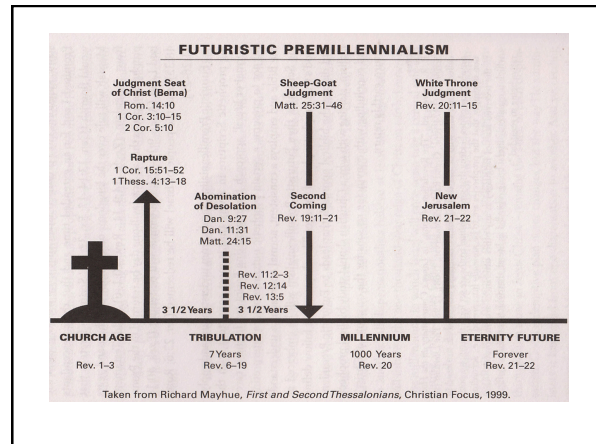 FUTURISTIC PREMILLENNIALISM
Judgment Seat
of Christ (Bema)
Rom. 14:10
1 Cor. 3:10–15
2 Cor. 5:10
Rapture
1 Cor. 15:51–52
1 Thess. 4:13–18
Abomination
of Desolation
Dan. 9:27
Dan. 11:31
Matt. 24:15
Rev. 11:2–3
Rev. 12:14
Rev. 13:5
3 1/2 Years
3 1/2 Years
Sheep-Goat
Judgment
Matt. 25:31–46
Second
Coming
Rev. 19:11–21
White Throne
Judgment
Rev. 20:11–15
New
Jerusalem
Rev. 21–22
CHURCH AGE
Rev. 1–3
TRIBULATION
7 Years
Rev. 6–19
MILLENNIUM
1000 Years
Rev. 20
ETERNITY FUTURE
Forever
Rev. 21–22
Taken from Richard Mayhue, First and Second Thessalonians, Christian Focus, 1999.